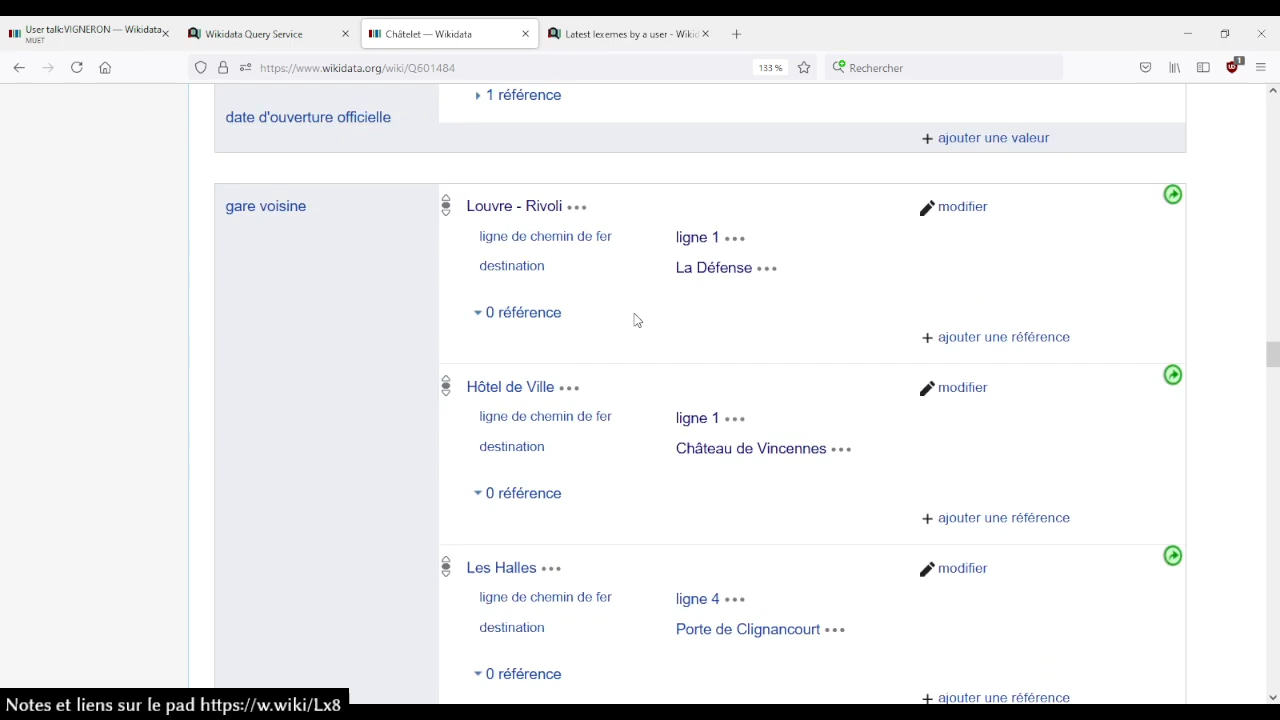 User talk:VIGNERON — Wikidata
MUET
Wikidata Query Service
Châtelet — Wikidata
Latest lexemes by a user - Wikid
https://www.wikidata.org/wiki/Q601484
133 %
Rechercher
1
1 référence
date d'ouverture officielle
+ ajouter une valeur
gare voisine
Louvre - Rivoli
modifier
ligne de chemin de fer
ligne 1
destination
La Défense
0 référence
+ ajouter une référence
Hôtel de Ville
modifier
ligne de chemin de fer
ligne 1
destination
Château de Vincennes
0 référence
+ ajouter une référence
Les Halles
modifier
ligne de chemin de fer
ligne 4
destination
Porte de Clignancourt
0 référence
+ ajouter une référence
Notes et liens sur le pad https://w.wiki/Lx8